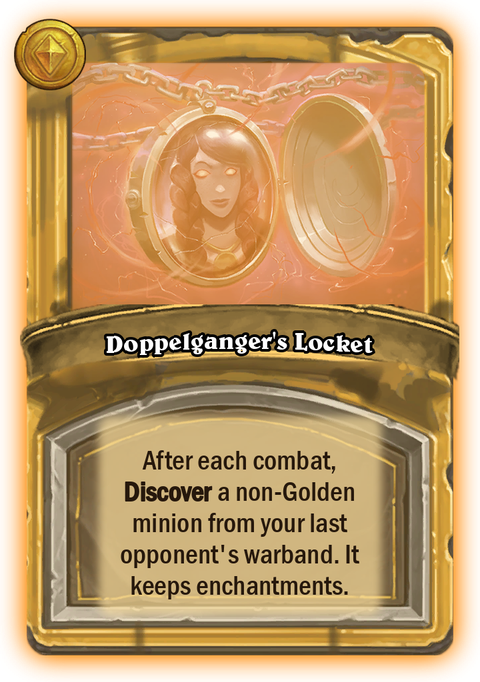 Doppelganger's Locket
After each combat,
Discover a non-Golden
minion from your last
opponent's warband. It
keeps enchantments.